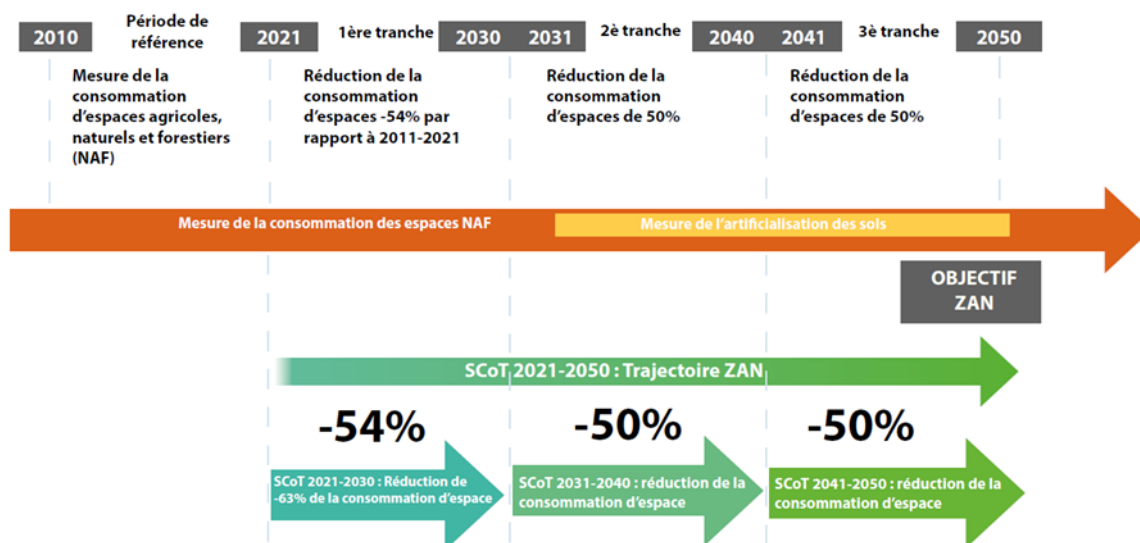 2010
Période de
référence
2021
1ère tranche
2030
2031
2è tranche
2040
2041
3è tranche
2050
Mesure de la
consommation
d'espaces agricoles,
naturels et forestiers
(NAF)
Réduction de la
consommation
d'espaces -54% par
rapport à 2011-2021
Réduction de la
consommation
d'espaces de 50%
Réduction de la
consommation
d'espaces de 50%
Mesure de la consommation des espaces NAF
Mesure de l'artificialisation des sols
OBJECTIF
ZAN
SCoT 2021-2050 : Trajectoire ZAN
-54%
-50%
-50%
SCoT 2021-2030 : Réduction de
-63% de la consommation d'espace
SCoT 2031-2040 : réduction de la
consommation d'espace
SCoT 2041-2050 : réduction de la
consommation d'espace